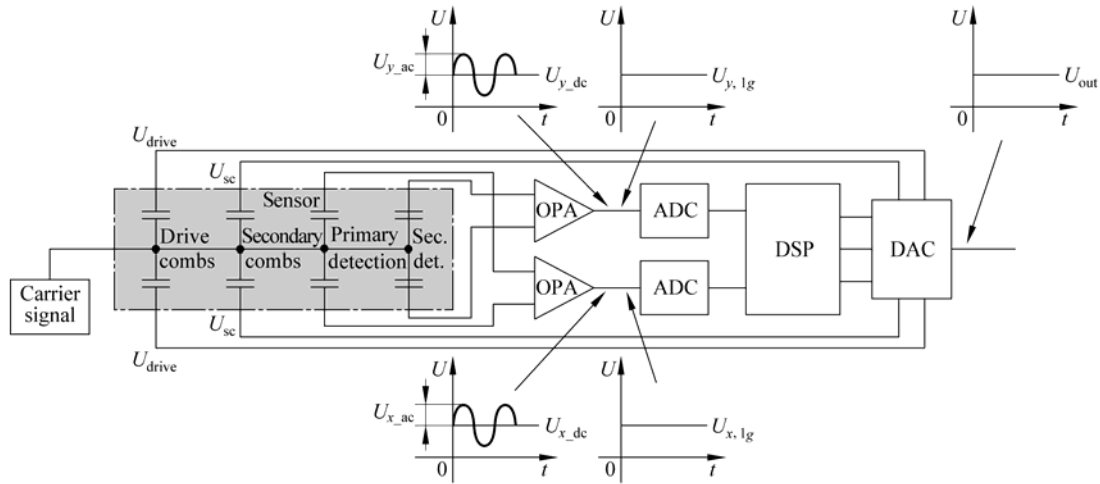 U
U
U
U_y_ac
U_y_dc
U_y, 1g
U_out
0 t
0 t
0 t
U_drive
U_sc
Sensor
OPA
ADC
Drive combs
Secondary combs
Primary detection
Sec. det.
DSP
DAC
Carrier signal
OPA
ADC
U_sc
U_drive
U
U
U_x_ac
U_x_dc
U_x, 1g
0 t
0 t